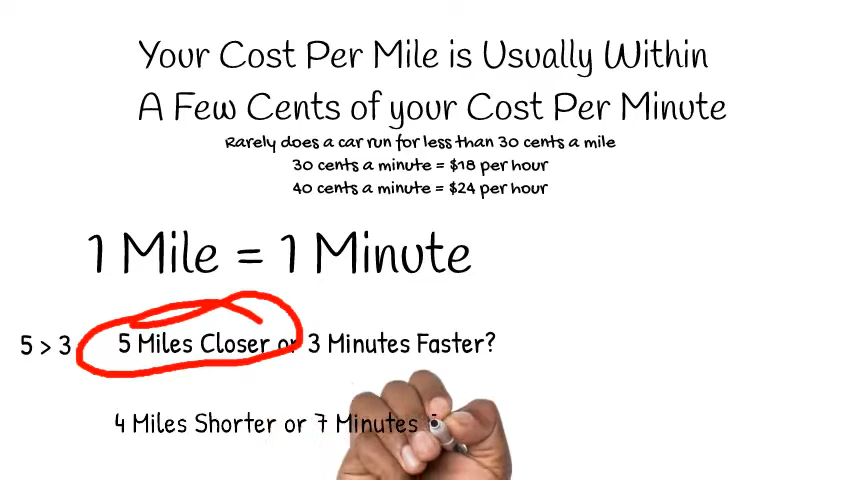 Your Cost Per Mile is Usually Within
A Few Cents of your Cost Per Minute
Rarely does a car run for less than 30 cents a mile
30 cents a minute = $18 per hour
40 cents a minute = $24 per hour
1 Mile = 1 Minute
5 > 3 5 Miles Closer or 3 Minutes Faster?
4 Miles Shorter or 7 Minutes